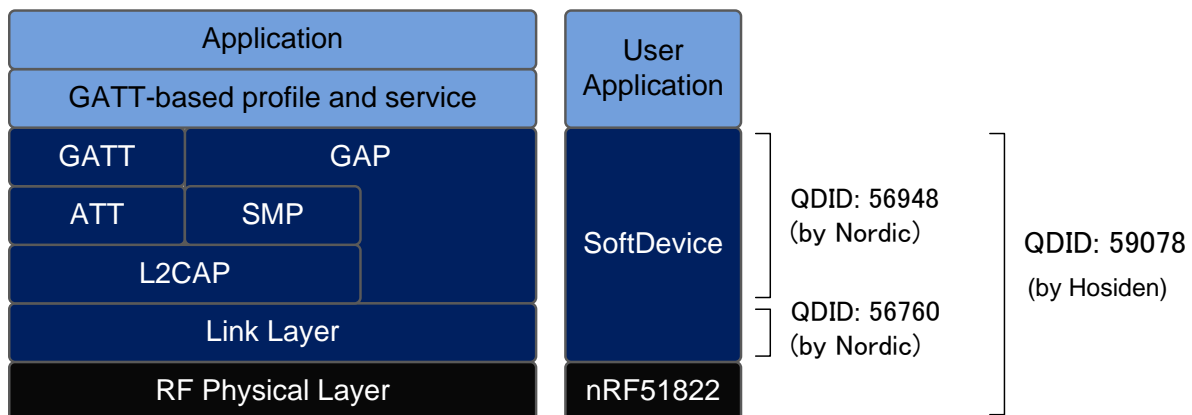 Application
GATT-based profile and service
GATT
GAP
ATT
SMP
L2CAP
Link Layer
RF Physical Layer
User
Application
SoftDevice
nRF51822
QDID: 56948
(by Nordic)
QDID: 56760
(by Nordic)
QDID: 59078
(by Hosiden)